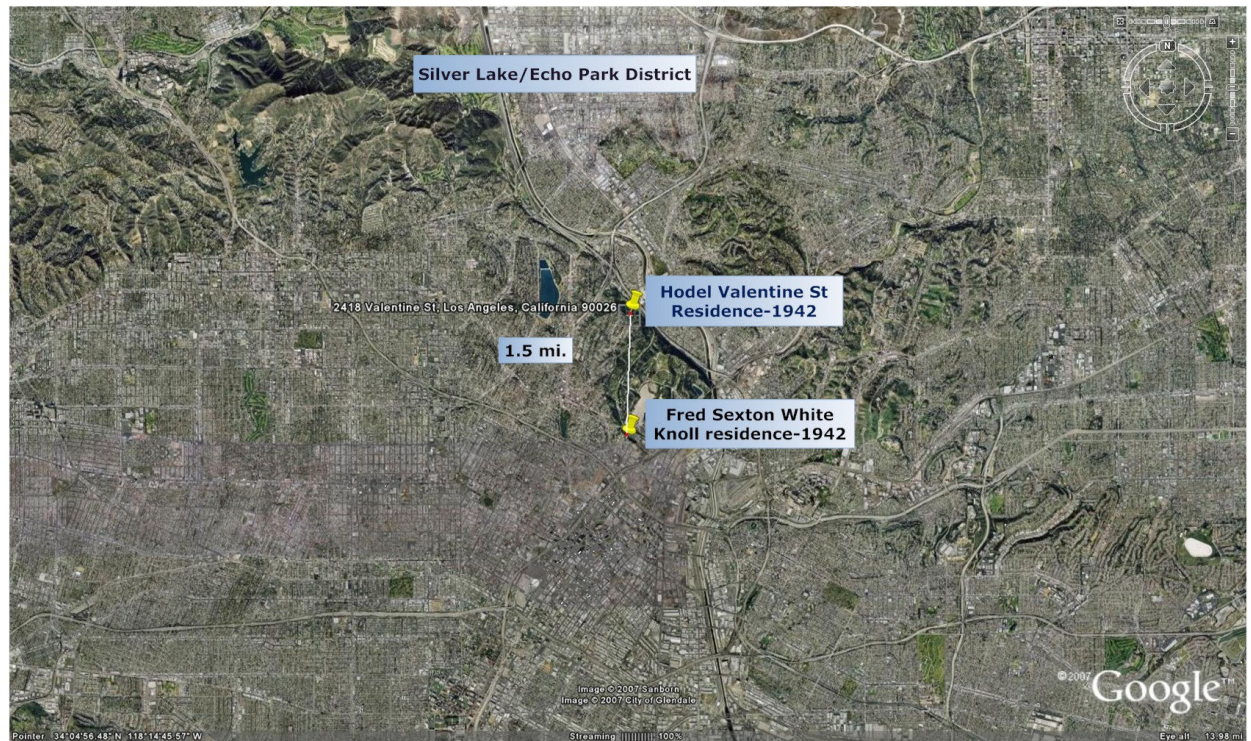 Silver Lake/Echo Park District
N
Hodel Valentine St
Residence-1942
2418 Valentine St, Los Angeles, California 90026
1.5 mi.
Fred Sexton White
Knoll residence-1942
Image © 2007 Sanborn
Image © 2007 City of Glendale
©2007 Google™
Pointer 34°04'56.48" N 118°14'45.57" W
Streaming |||||||||| 100%
Eye alt 13.98 mi